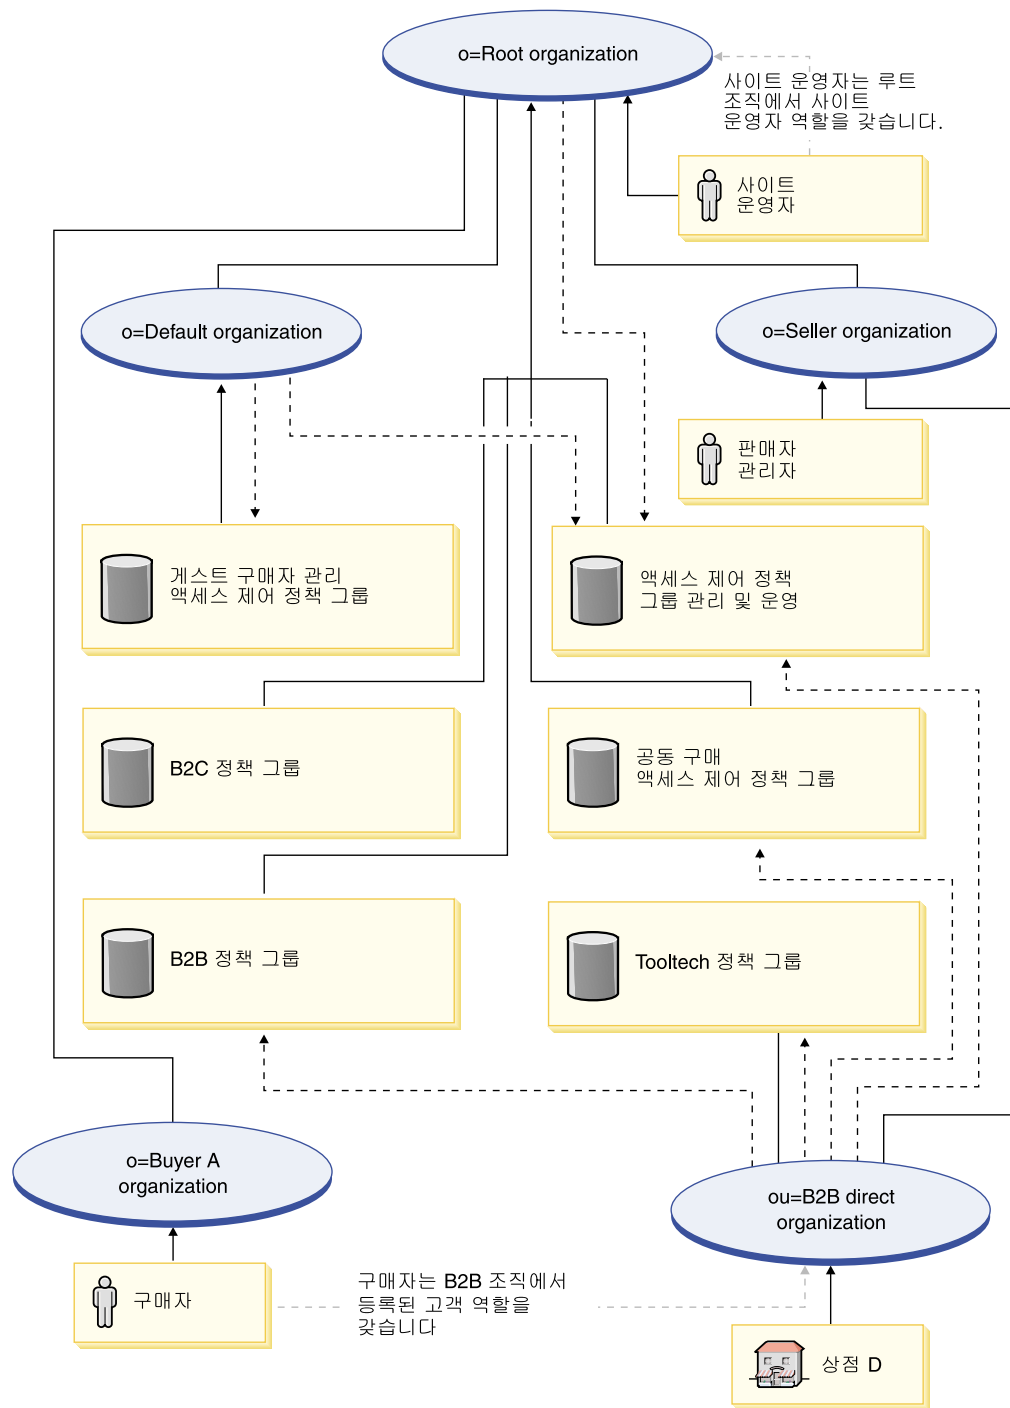 o=Root organization
사이트 운영자는 루트
조직에서 사이트
운영자 역할을 갖습니다.
사이트
운영자
o=Default organization
o=Seller organization
판매자
관리자
게스트 구매자 관리
액세스 제어 정책 그룹
액세스 제어 정책
그룹 관리 및 운영
B2C 정책 그룹
공동 구매
액세스 제어 정책 그룹
B2B 정책 그룹
Tooltech 정책 그룹
o=Buyer A
organization
ou=B2B direct
organization
구매자
구매자는 B2B 조직에서
등록된 고객 역할을
갖습니다
상점 D